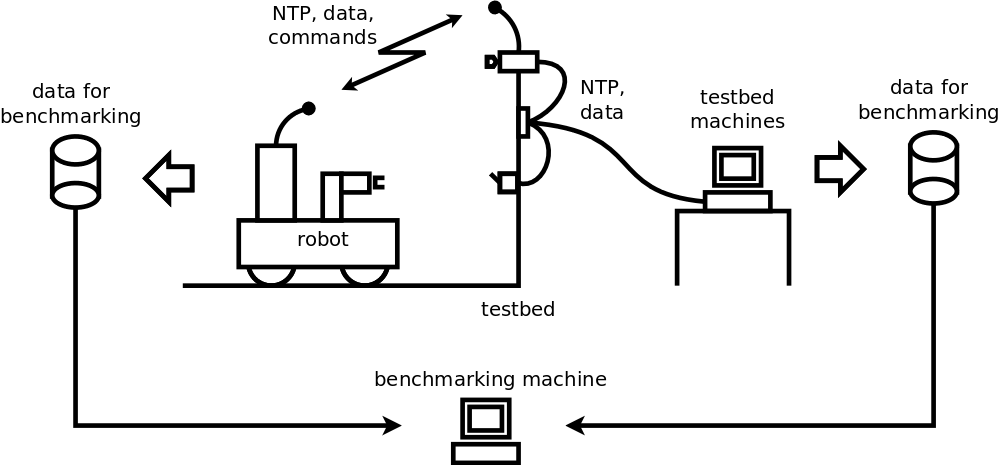 NTP, data,
commands
data for
benchmarking
NTP,
data
testbed
machines
data for
benchmarking
robot
testbed
benchmarking machine